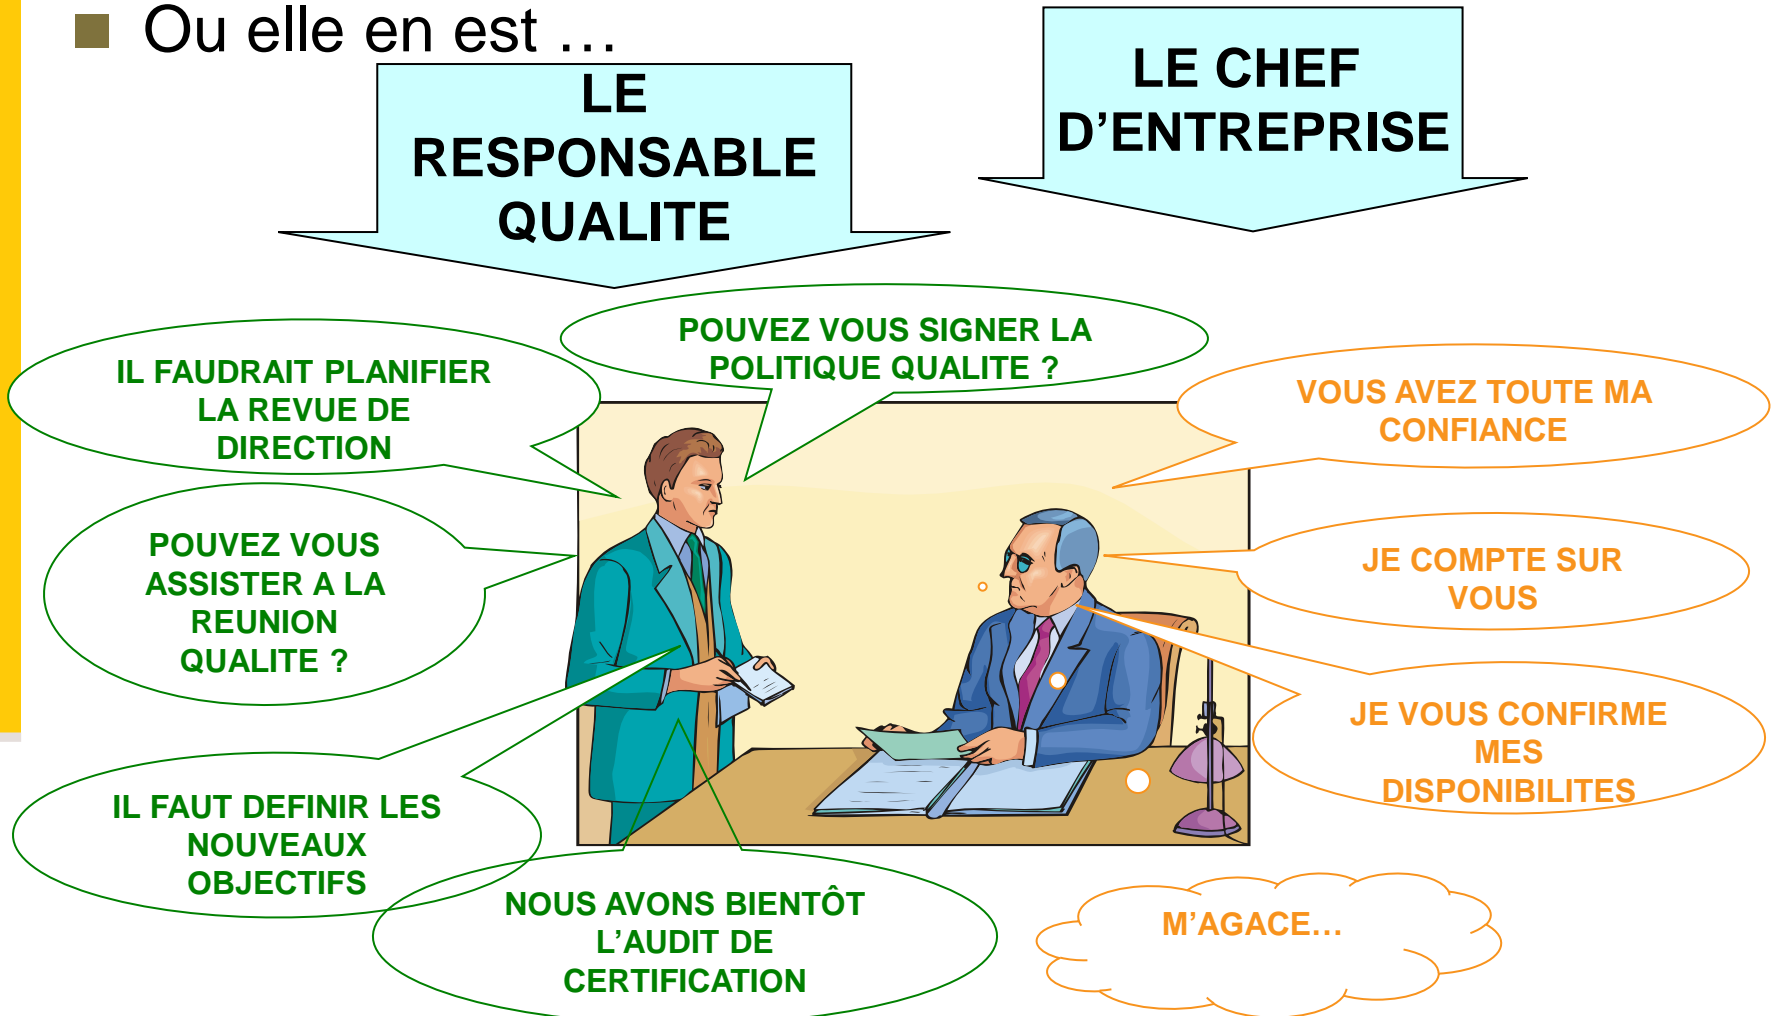 Ou elle en est …
LE
RESPONSABLE
QUALITE
LE CHEF
D’ENTREPRISE
POUVEZ VOUS SIGNER LA
POLITIQUE QUALITE ?
IL FAUDRAIT PLANIFIER
LA REVUE DE
DIRECTION
VOUS AVEZ TOUTE MA
CONFIANCE
POUVEZ VOUS
ASSISTER A LA
REUNION
QUALITE ?
JE COMPTE SUR
VOUS
JE VOUS CONFIRME
MES
DISPONIBILITES
IL FAUT DEFINIR LES
NOUVEAUX
OBJECTIFS
NOUS AVONS BIENTÔT
L’AUDIT DE
CERTIFICATION
M’AGACE…